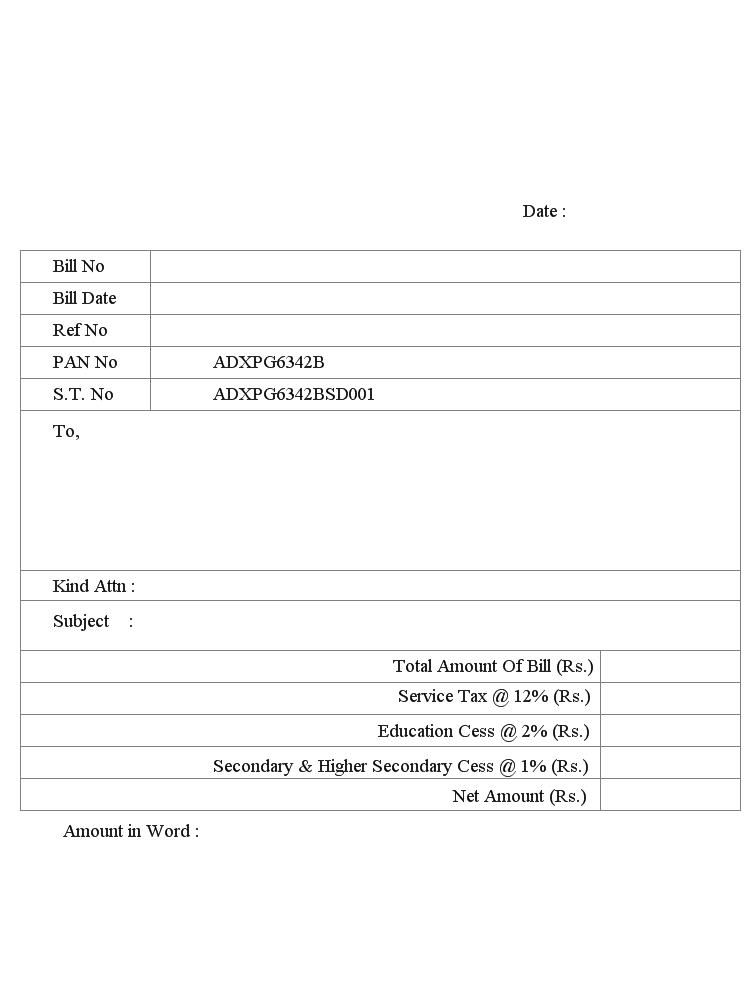 Date :
Bill No
Bill Date
Ref No
PAN No ADXPG6342B
S.T. No ADXPG6342BSD001
To,
Kind Attn :
Subject :
Total Amount Of Bill (Rs.)
Service Tax @ 12% (Rs.)
Education Cess @ 2% (Rs.)
Secondary & Higher Secondary Cess @ 1% (Rs.)
Net Amount (Rs.)
Amount in Word :